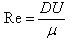 Re = DU/μ